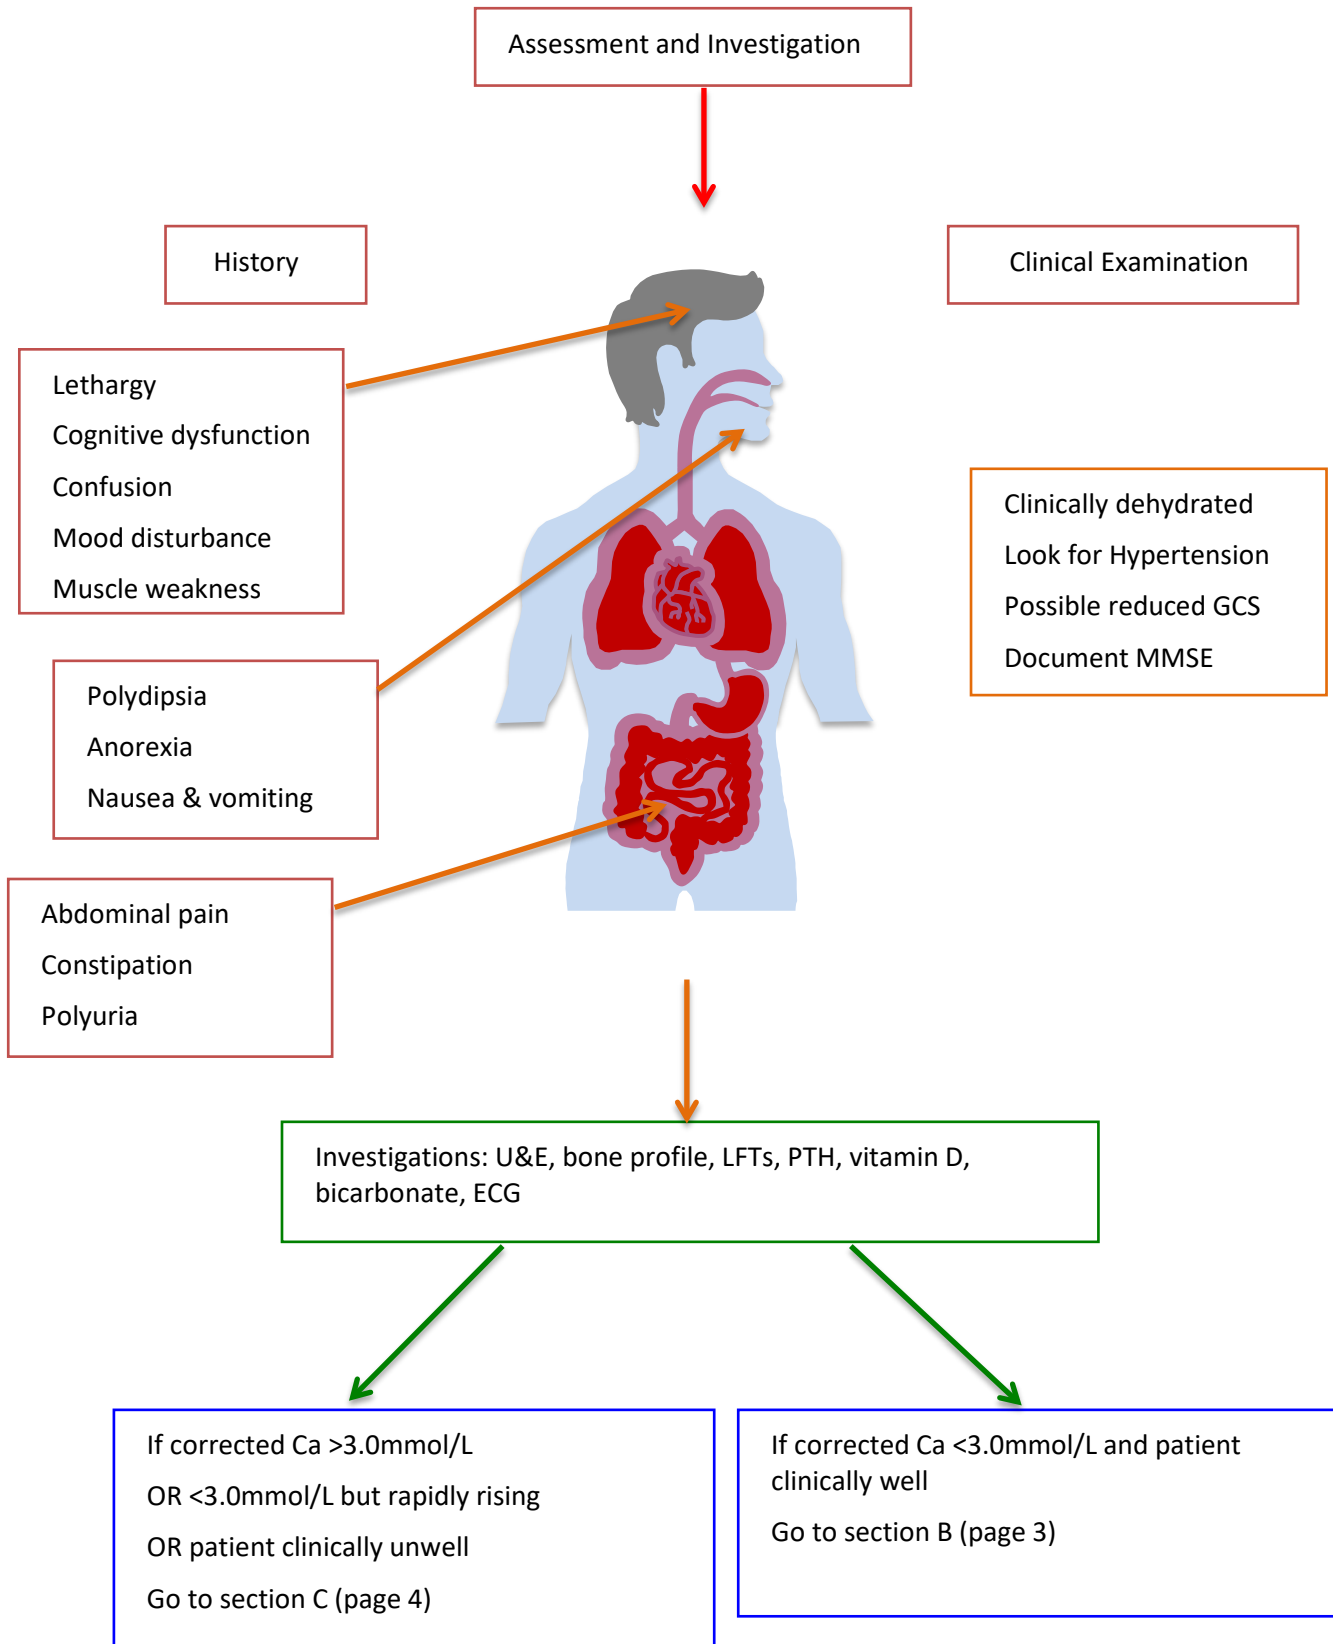 Assessment and Investigation
History
Clinical Examination
Lethargy
Cognitive dysfunction
Confusion
Mood disturbance
Muscle weakness
Clinically dehydrated
Look for Hypertension
Possible reduced GCS
Document MMSE
Polydipsia
Anorexia
Nausea & vomiting
Abdominal pain
Constipation
Polyuria
Investigations: U&E, bone profile, LFTs, PTH, vitamin D,
bicarbonate, ECG
If corrected Ca >3.0mmol/L
OR <3.0mmol/L but rapidly rising
OR patient clinically unwell
Go to section C (page 4)
If corrected Ca <3.0mmol/L and patient
clinically well
Go to section B (page 3)